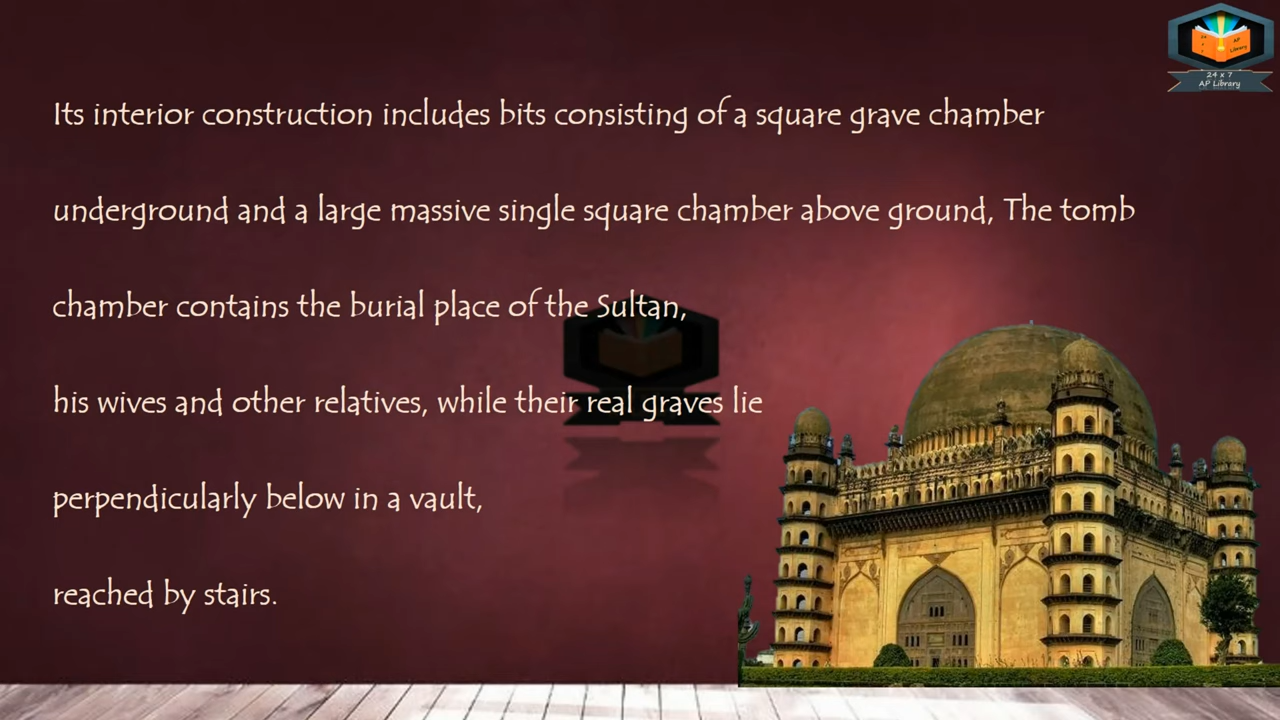 Its interior construction includes bits consisting of a square grave chamber
underground and a large massive single square chamber above ground, The tomb
chamber contains the burial place of the Sultan,
his wives and other relatives, while their real graves lie
perpendicularly below in a vault,
reached by stairs.
AP
Library
24 x 7
AP Library